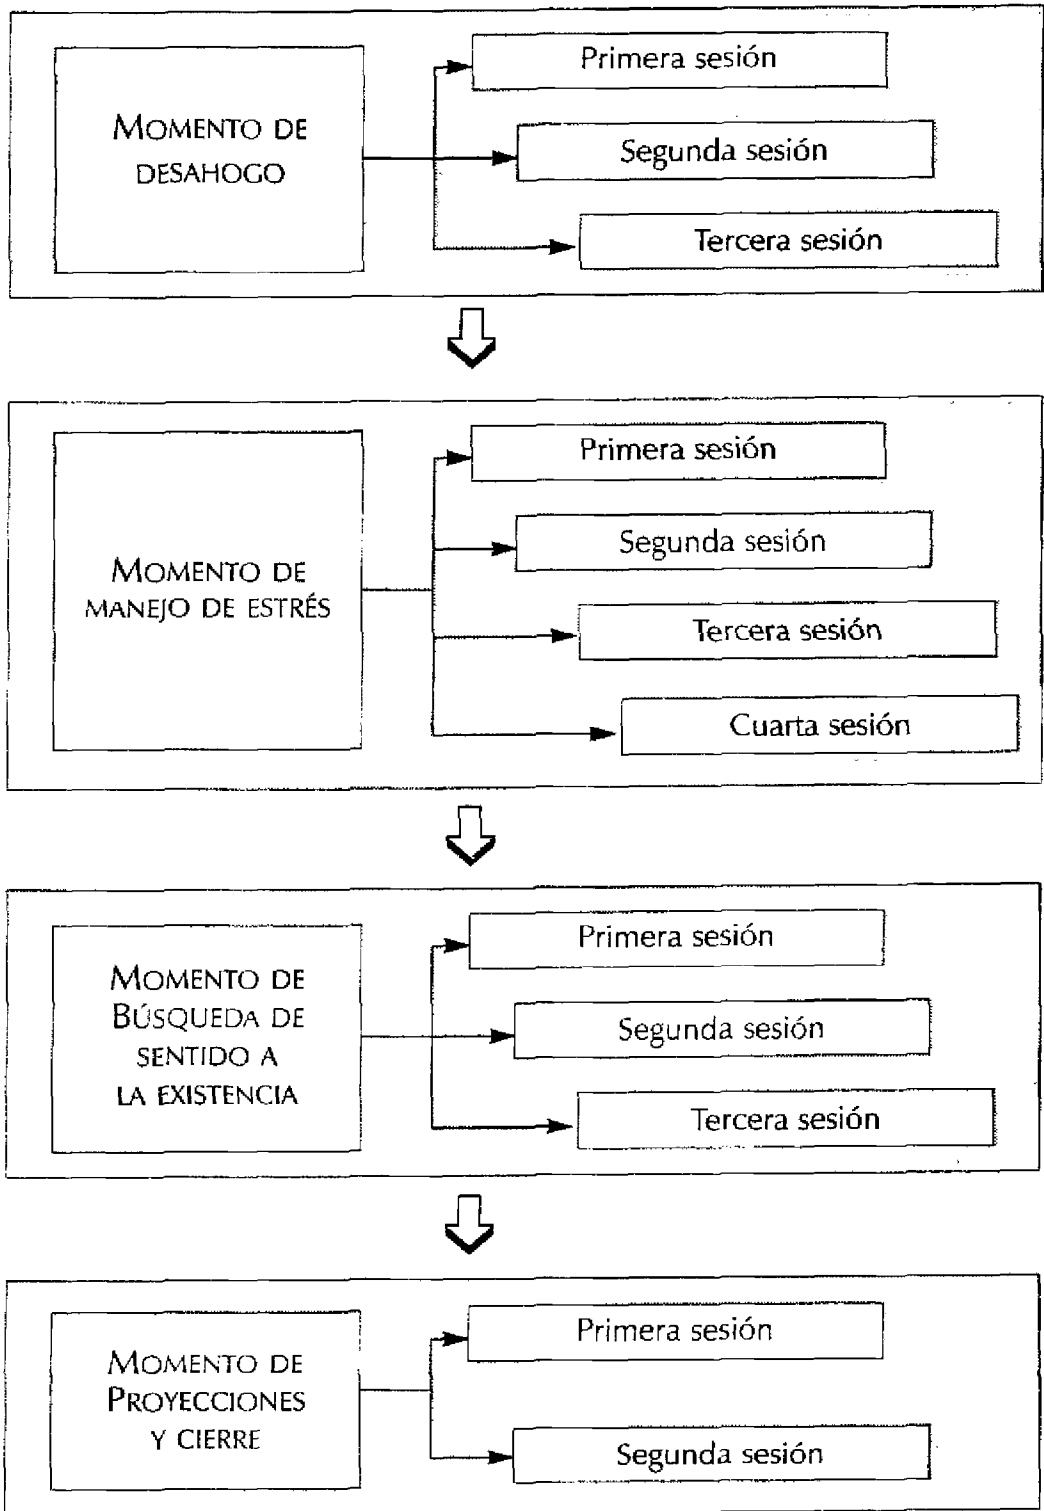 MOMENTO DE
DESAHOGO
Primera sesión
Segunda sesión
Tercera sesión
MOMENTO DE
MANEJO DE ESTRÉS
Primera sesión
Segunda sesión
Tercera sesión
Cuarta sesión
MOMENTO DE
BÚSQUEDA DE
SENTIDO A
LA EXISTENCIA
Primera sesión
Segunda sesión
Tercera sesión
MOMENTO DE
PROYECCIONES
Y CIERRE
Primera sesión
Segunda sesión